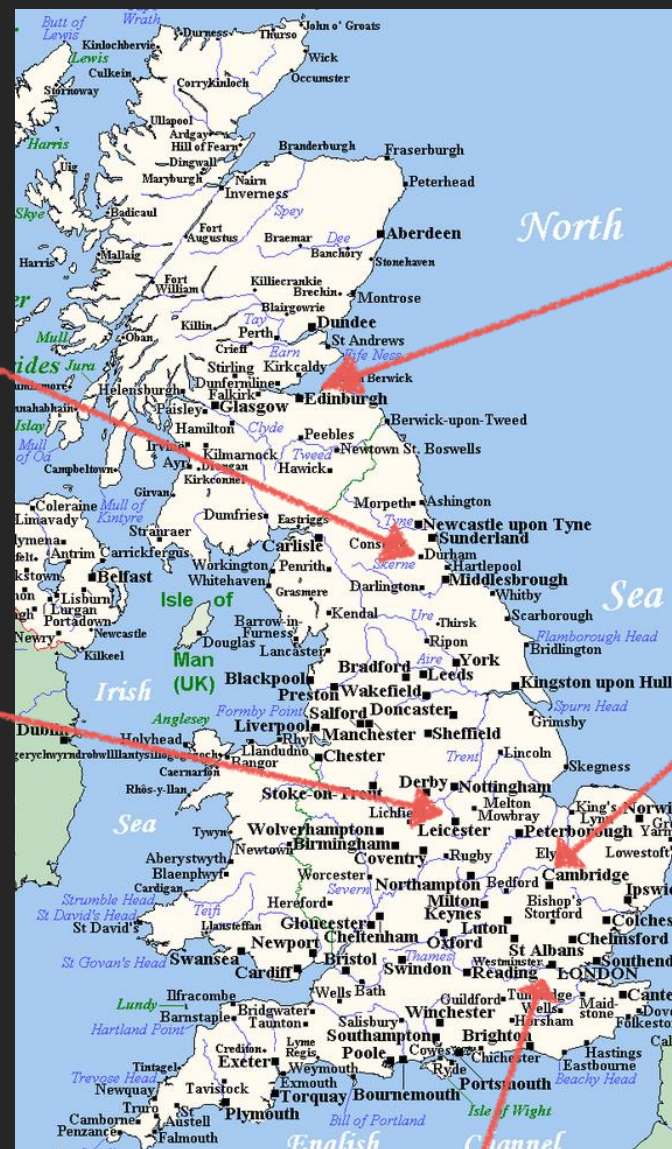 Butt of
Lewis
Wrath
Durness
Thurso
John o' Groats
Kinlochbervie
Lewis
Wick
Culkein
Occumster
Stornoway
Corrykinloch
Ullapool
Harris
Ardgay
Hill of Fearn
Branderburgh
Fraserburgh
Uig
Dingwall
Maryburgh
Nairn
Inverness
Peterhead
Skye
Badicaul
Fort
Augustus
Spey
North
Braemar
Dee
Aberdeen
Banchory
Harris
Mallaig
Stonehaven
Fort
William
Killiecrankie
Brechin
Montrose
Blairgowrie
Killin
Tay
Perth
Dundee
Mull
Oban
Crieff
Earn
St Andrews
Fife Ness
ides
Jura
Stirling
Kirkcaldy
Berwick
Helensburgh
Dunfermline
Falkirk
Edinburgh
Paisley
Glasgow
Islay
Hamilton
Clyde
Berwick-upon-Tweed
Mull
of Oa
Peebles
Irvine
Kilmarnock
Tweed
Newtown St. Boswells
Campbeltown
Ayr
Hawick
Girvan
Kirkconnel
Coleraine
Mull of
Kintyre
Morpeth
Ashington
Limavady
Dumfries
Eastriggs
Tyne
Newcastle upon Tyne
Stranraer
Carlisle
Sunderland
Antrim
Carrickfergus
Workington
Penrith
Durham
Skerne
Hartlepool
Belfast
Whitehaven
Middlesbrough
Lisburn
Isle of
Grasmere
Darlington
Whitby
Sea
Lurgan
Portadown
Kendal
Ure
Thirsk
Scarborough
Newry
Newcastle
Douglas
Barrow-in-
Furness
Ripon
Flamborough Head
Kilkeel
Man
(UK)
Lancaster
Aire
York
Bridlington
Blackpool
Bradford
Leeds
Irish
Preston
Wakefield
Kingston upon Hull
Formby Point
Salford
Doncaster
Spurn Head
Anglesey
Liverpool
Manchester
Sheffield
Grimsby
Dublin
Holyhead
Rhyl
Llandudno
Chester
Trent
Lincoln
Bangor
Caernarfon
Skegness
Rhôs-y-llan
Stoke-on-Trent
Derby
Nottingham
Sea
Lichfield
Melton
Mowbray
King's
Lyn
Norwi
Tywyn
Wolverhampton
Leicester
Peterborough
Yarm
Newtown
Birmingham
Ely
Lowestoft
Aberystwyth
Coventry
Rugby
Blaenplwyf
Worcester
Cambridge
Cardigan
Severn
Northampton
Bedford
Ipswic
Strumble Head
Hereford
Milton
Keynes
Bishop's
Stortford
St David's Head
Teifi
St David's
Llansteffan
Gloucester
Luton
Colches
Cheltenham
Oxford
Chelmsford
Newport
St Albans
St Govan's Head
Swansea
Bristol
Thames
Westminster
Southend
Cardiff
Swindon
Reading
LONDON
Lundy
Ilfracombe
Wells
Bath
Guildford
Tunbridge
Wells
Maid-
stone
Cante
Barnstaple
Bridgwater
Winchester
Dove
Hartland Point
Taunton
Salisbury
Horsham
Folkesto
Crediton
Lyme
Regis
Southampton
Brighton
Exeter
Poole
Cowes
Chichester
Hastings
Tintagel
Weymouth
Ryde
Eastbourne
Trevose Head
Exmouth
Portsmouth
Beachy Head
Newquay
Tavistock
Torquay
Bournemouth
Truro
St
Austell
Plymouth
Isle of Wight
Camborne
Bill of Portland
Penzance
Falmouth
English
Channel